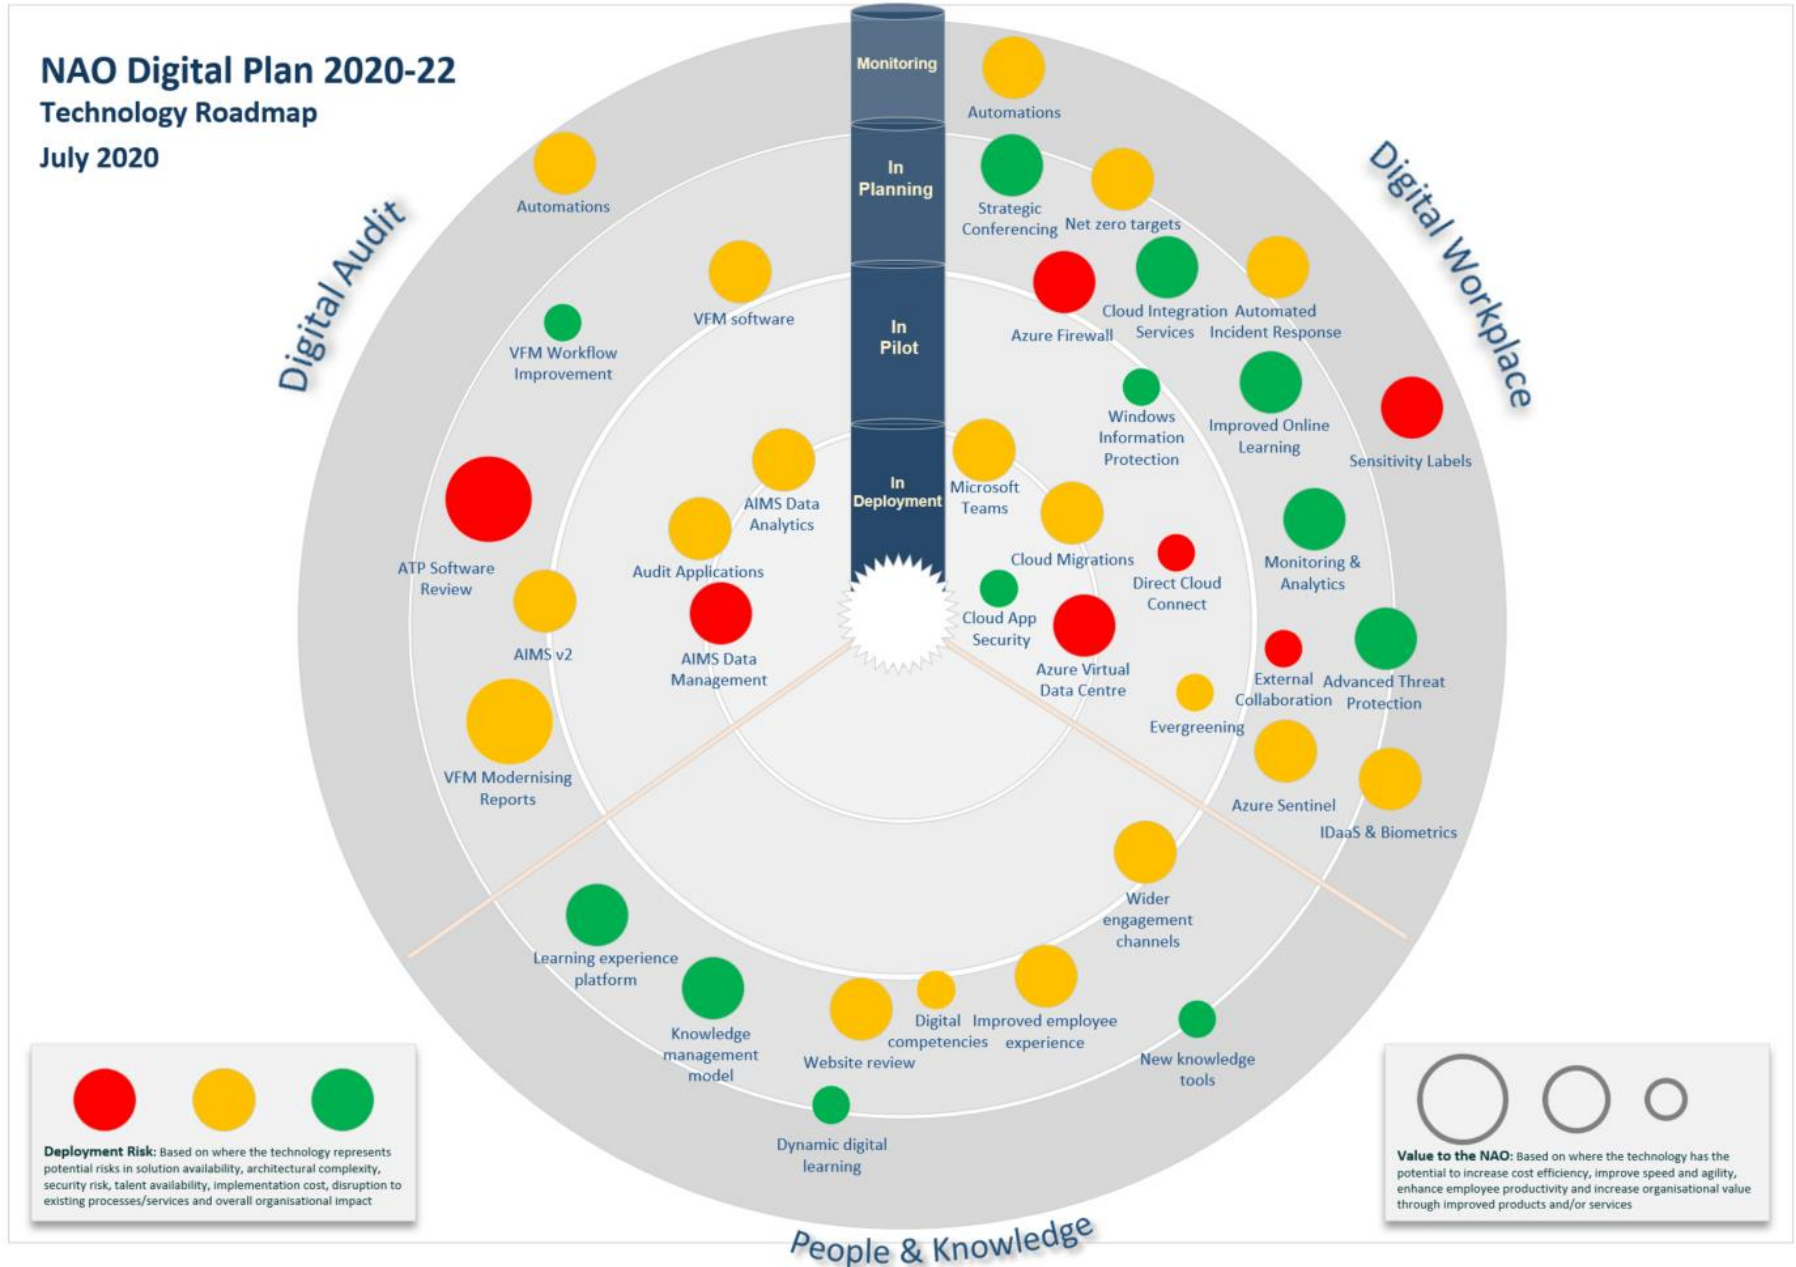 NAO Digital Plan 2020-22
Technology Roadmap
July 2020
Digital Audit
Digital Workplace
People & Knowledge
Monitoring
In
Planning
In
Pilot
In
Deployment
Automations
VFM software
VFM Workflow
Improvement
AIMS Data
Analytics
Audit Applications
ATP Software
Review
AIMS v2
AIMS Data
Management
VFM Modernising
Reports
Automations
Strategic
Conferencing
Net zero targets
Azure Firewall
Cloud Integration
Services
Automated
Incident Response
Windows
Information
Protection
Improved Online
Learning
Sensitivity Labels
Microsoft
Teams
Cloud Migrations
Direct Cloud
Connect
Monitoring &
Analytics
Cloud App
Security
Azure Virtual
Data Centre
External
Collaboration
Advanced Threat
Protection
Evergreening
Azure Sentinel
IDaaS & Biometrics
Wider
engagement
channels
Learning experience
platform
Knowledge
management
model
Website review
Digital
competencies
Improved employee
experience
New knowledge
tools
Dynamic digital
learning
Deployment Risk: Based on where the technology represents
potential risks in solution availability, architectural complexity,
security risk, talent availability, implementation cost, disruption to
existing processes/services and overall organisational impact
Value to the NAO: Based on where the technology has the
potential to increase cost efficiency, improve speed and agility,
enhance employee productivity and increase organisational value
through improved products and/or services